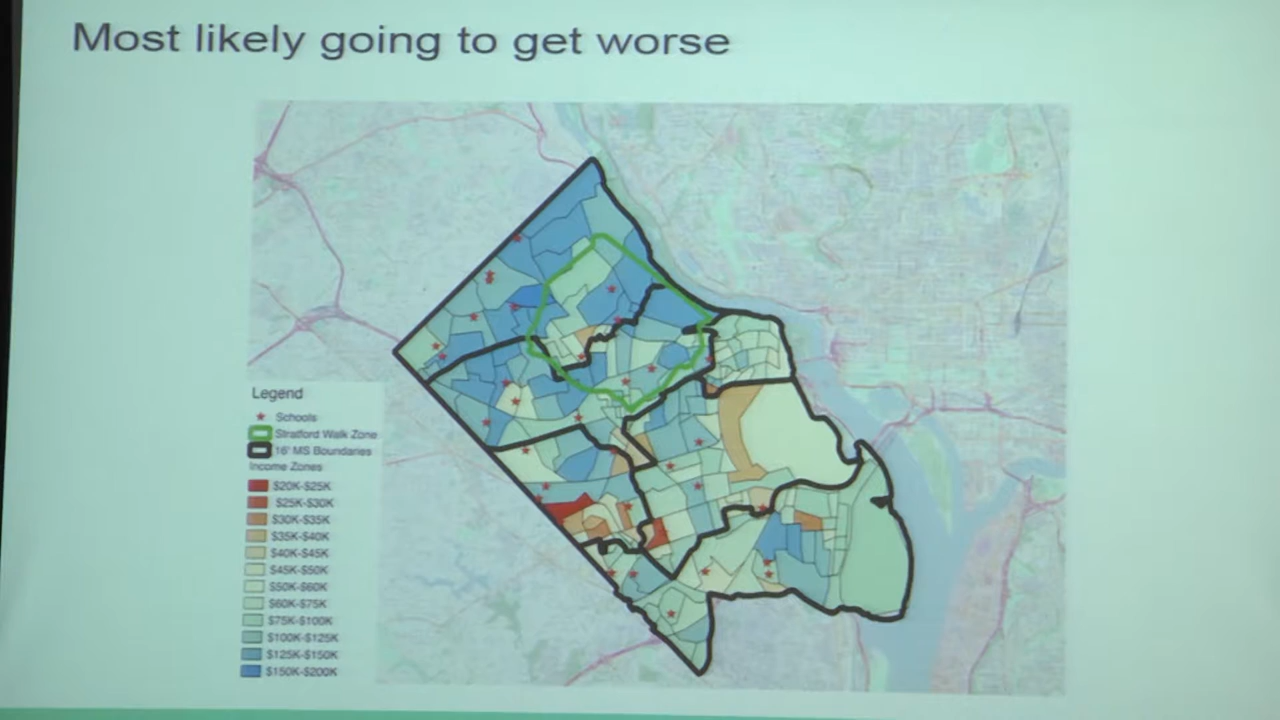 Most likely going to get worse
Legend
Schools
Stratford Walk Zone
16' MS Boundaries
Income Zones
$20K-$25K
$25K-$30K
$30K-$35K
$35K-$40K
$40K-$45K
$45K-$50K
$50K-$60K
$60K-$75K
$75K-$100K
$100K-$125K
$125K-$150K
$150K-$200K